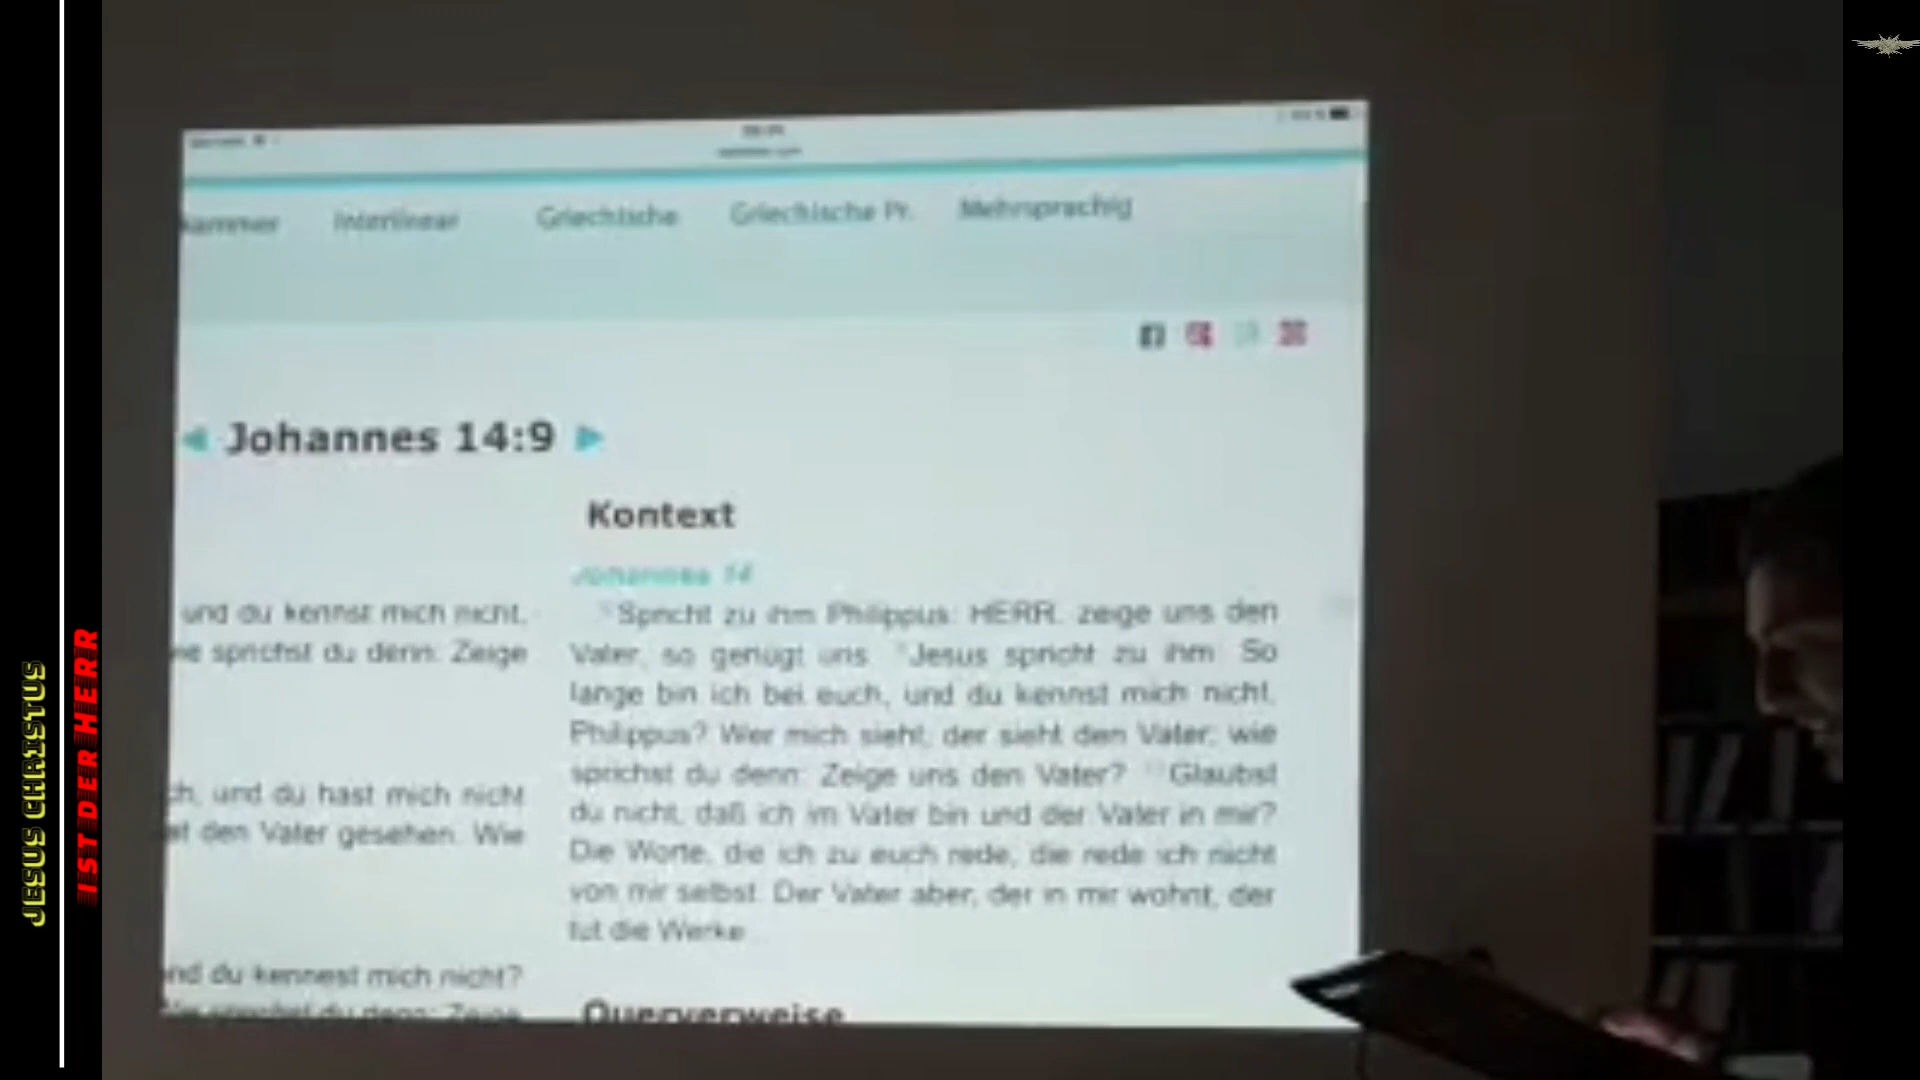 kammer Interlinear Griechische Griechische Pr. Mehrsprachig
Johannes 14:9
und du kennst mich nicht,
sprichst du denn: Zeige
und du hast mich nicht
den Vater gesehen. Wie
du kennest mich nicht?
sprichst du denn: Zeige
Kontext
Johannes 14
Spricht zu ihm Philippus: HERR, zeige uns den
Vater, so genügt uns Jesus spricht zu ihm: So
lange bin ich bei euch, und du kennst mich nicht,
Philippus? Wer mich sieht, der sieht den Vater; wie
sprichst du denn: Zeige uns den Vater? Glaubst
du nicht, daß ich im Vater bin und der Vater in mir?
Die Worte, die ich zu euch rede, die rede ich nicht
von mir selbst. Der Vater aber, der in mir wohnt, der
tut die Werke
Querverweise
JESUS CHRISTUS
IST DER HERR